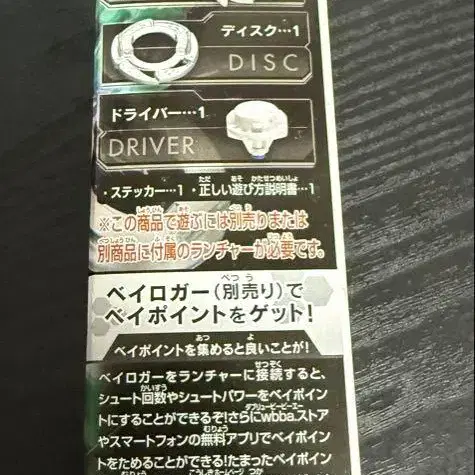 ディスク…1
DISC
ドライバー…1
DRIVER
・ステッカー…1 ・正しい遊び方説明書…1
※この商品で遊ぶには別売りまたは
別商品に付属のランチャーが必要です。
ベイロガー(別売り)で
ベイポイントをゲット!
ベイポイントを集めると良いことが!
ベイロガーをランチャーに接続すると、
シュート回数やシュートパワーをベイポイン
トにすることができるぞ!さらにwbba.ストア
やスマートフォンの無料アプリでベイポイン
トをためることができる!たまったベイポイン